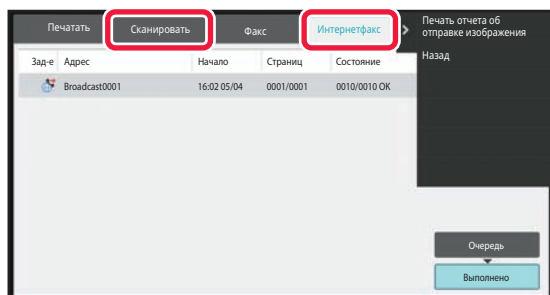 Печатать Сканировать Факс Интернетфакс
Печать отчета об
отправке изображения
Назад
Зад-е Адрес Начало Страниц Состояние
Broadcast0001 16:02 05/04 0001/0001 0010/0010 OK
Очередь
Выполнено